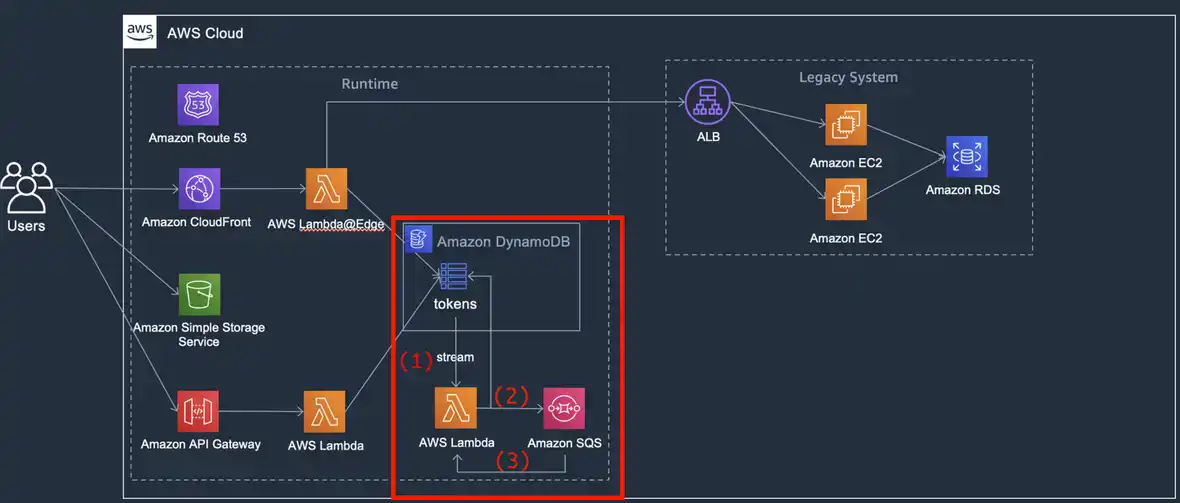 aws
AWS Cloud
Runtime
Legacy System
53
Amazon Route 53
ALB
Amazon EC2
Amazon RDS
Amazon EC2
Users
Amazon CloudFront
AWS Lambda@Edge
Amazon DynamoDB
tokens
Amazon Simple Storage
Service
(1)
stream
(2)
Amazon API Gateway
AWS Lambda
AWS Lambda
Amazon SQS
(3)